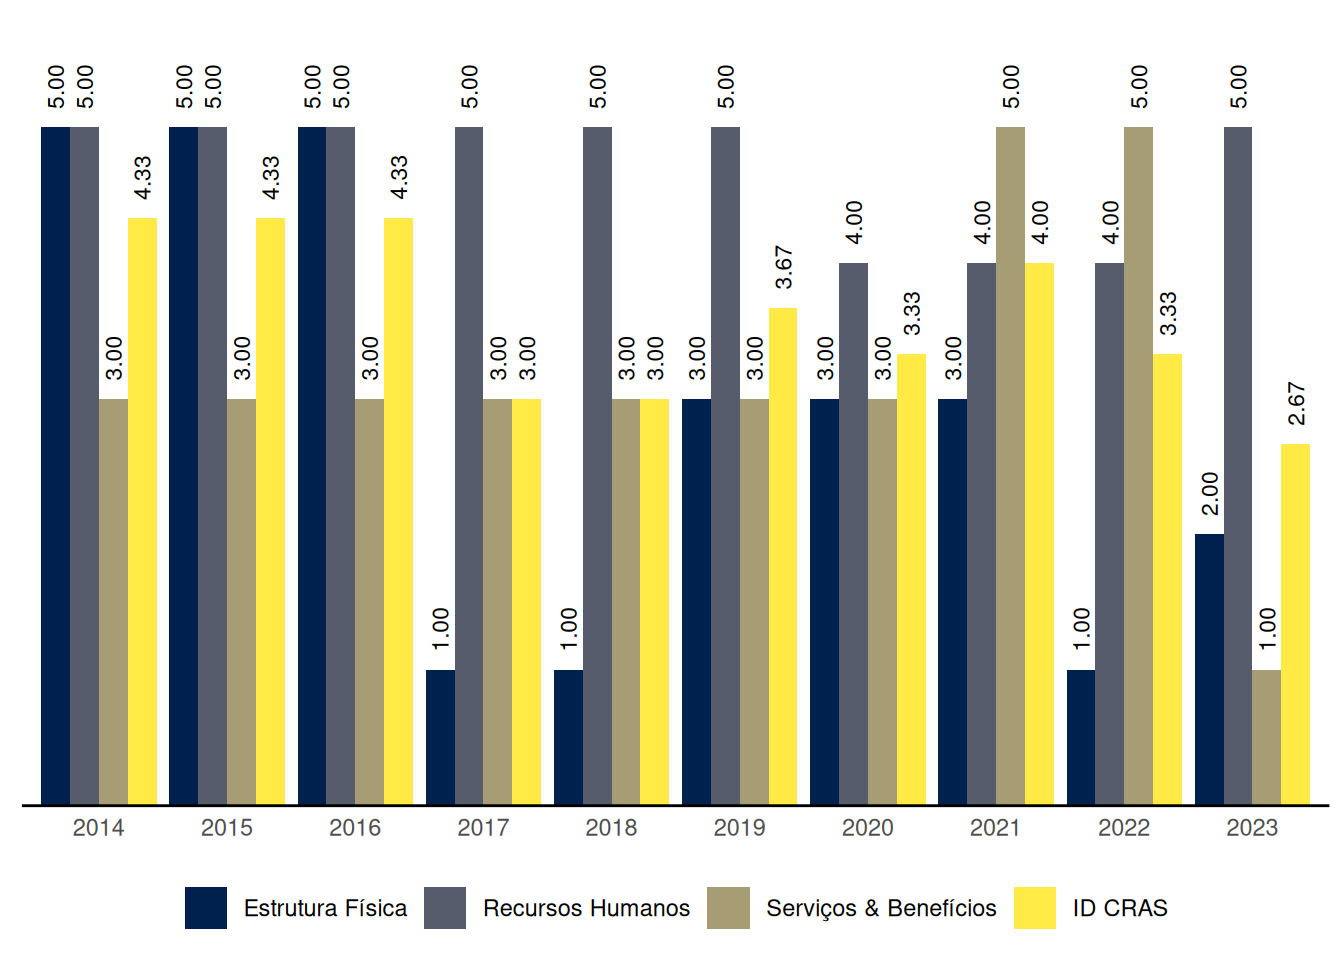 5.00 5.00 3.00 4.33
5.00 5.00 3.00 4.33
5.00 5.00 3.00 4.33
1.00 5.00 3.00 3.00
1.00 5.00 3.00 3.00
3.00 5.00 3.00 3.67
3.00 4.00 3.00 3.33
3.00 4.00 5.00 4.00
1.00 4.00 5.00 3.33
2.00 5.00 1.00 2.67
2014 2015 2016 2017 2018 2019 2020 2021 2022 2023
Estrutura Física Recursos Humanos Serviços & Benefícios ID CRAS